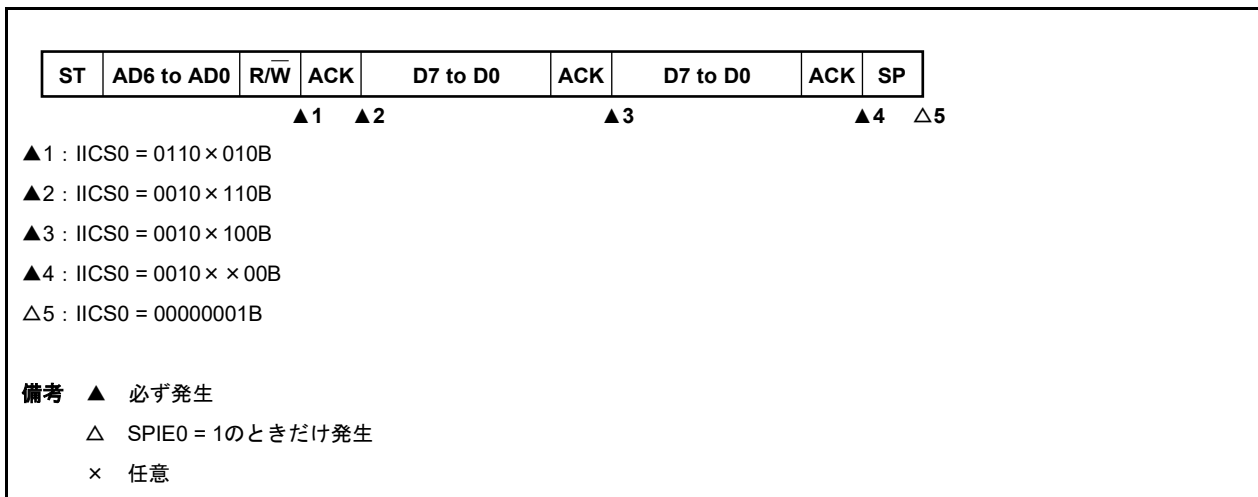 ST AD6 to AD0 R/W̅ ACK D7 to D0 ACK D7 to D0 ACK SP
▲1 ▲2 ▲3 ▲4 △5
▲1：IICS0 = 0110×010B
▲2：IICS0 = 0010×110B
▲3：IICS0 = 0010×100B
▲4：IICS0 = 0010××00B
△5：IICS0 = 00000001B
備考 ▲ 必ず発生
△ SPIE0 = 1のときだけ発生
× 任意